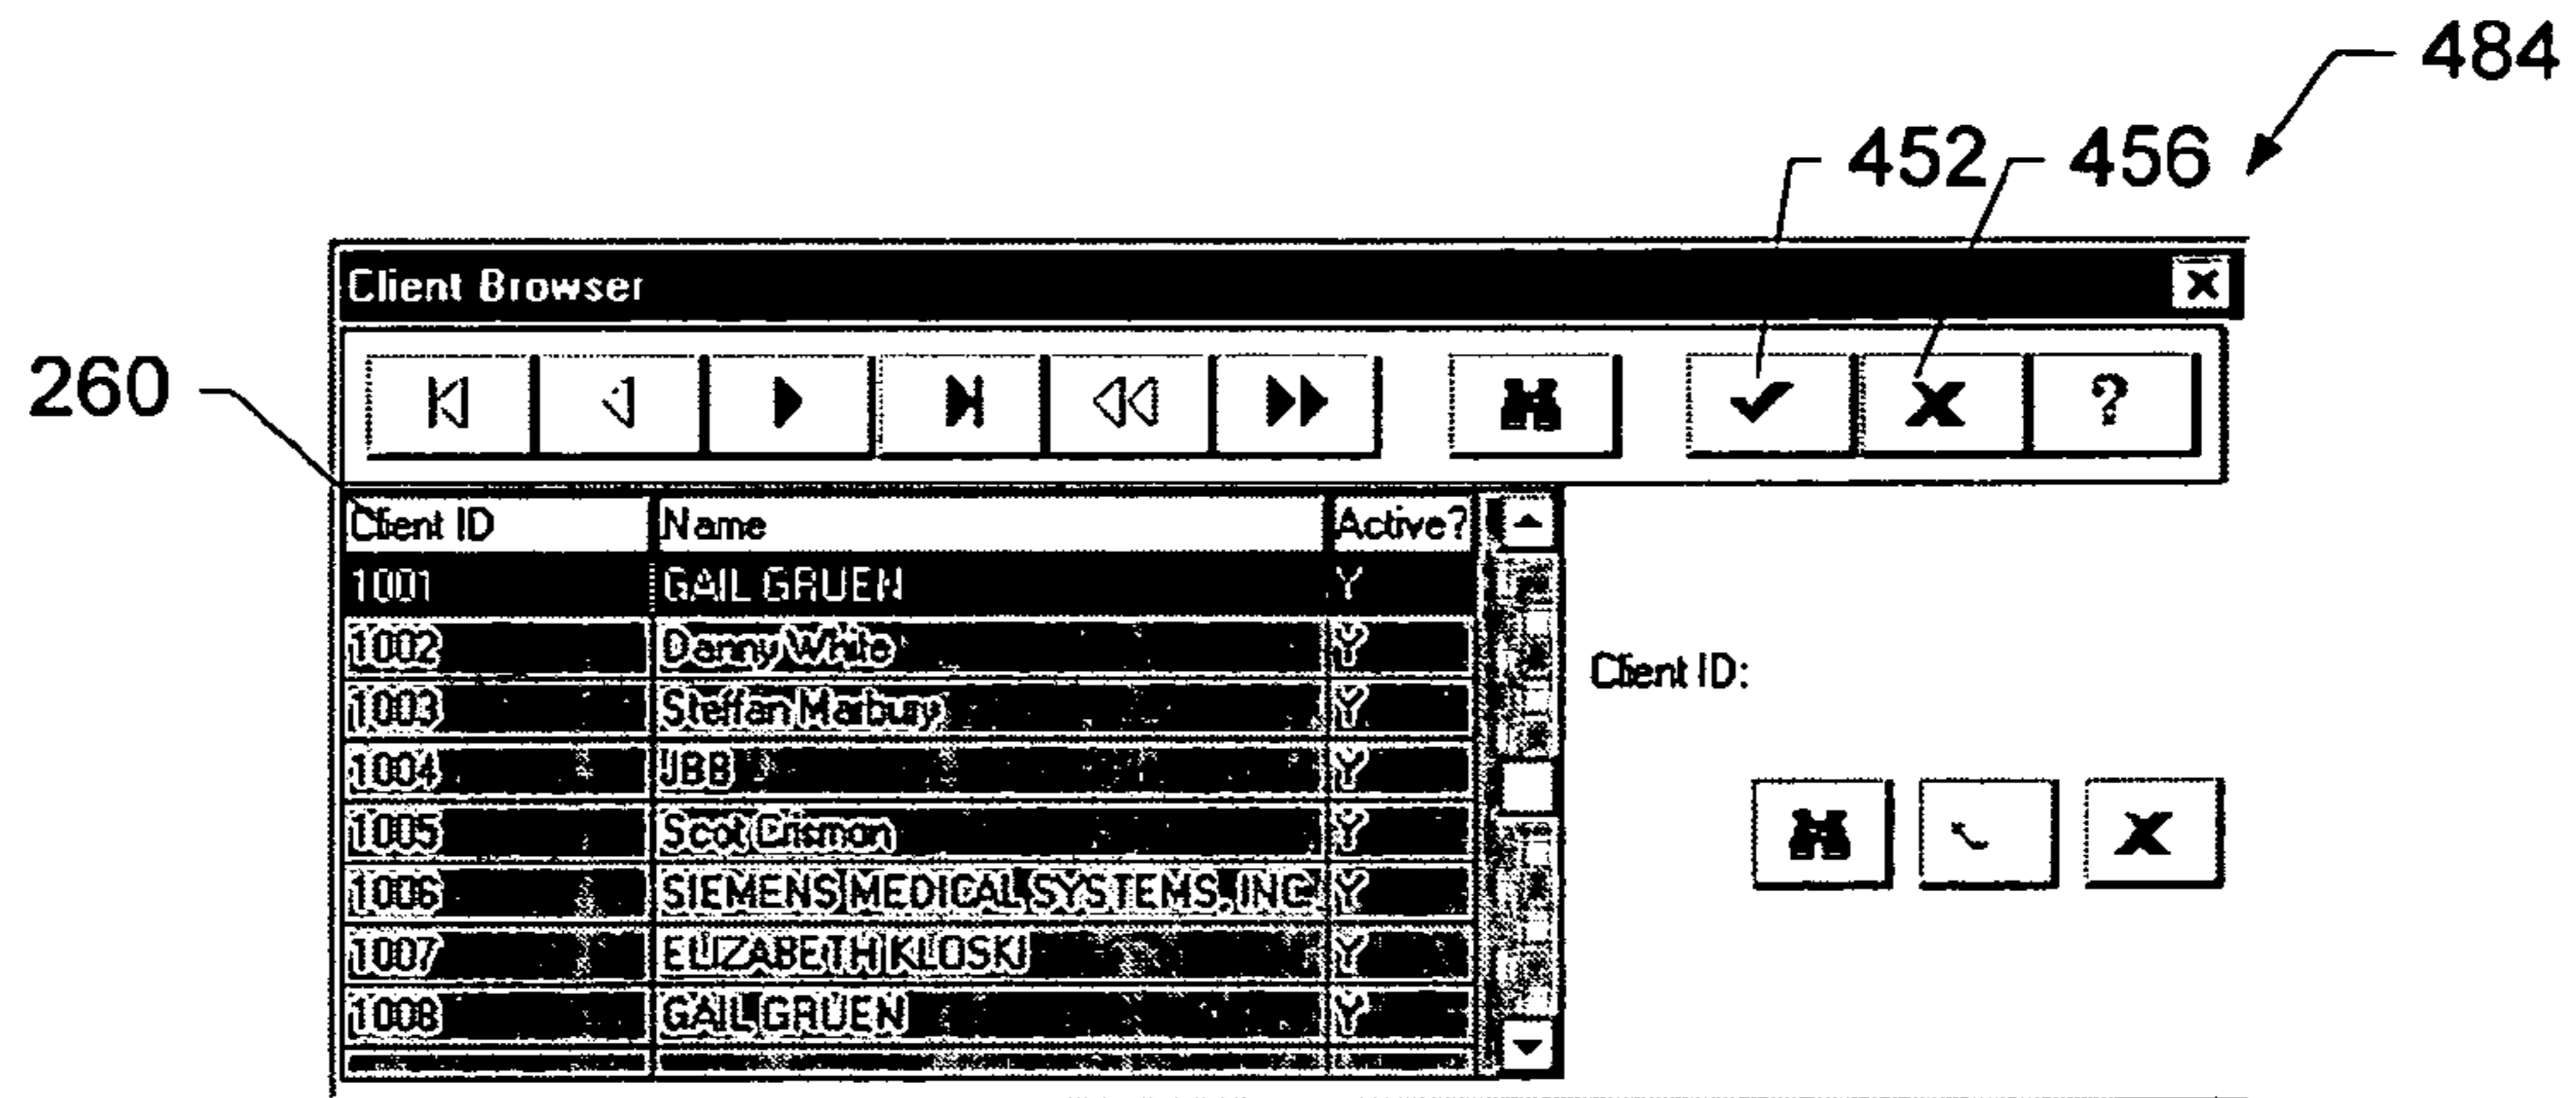 484
452 456
Client Browser
260
?
Client ID Name Active?
1001 GAIL GRUEN Y
1002 Danny White Y
1003 Steffan Marbury Y
Client ID:
1004 JBB Y
1005 Scot Crismon Y
1006 SIEMENS MEDICAL SYSTEMS, INC. Y
1007 ELIZABETH KLOSKI Y
1008 GAIL GRUEN Y